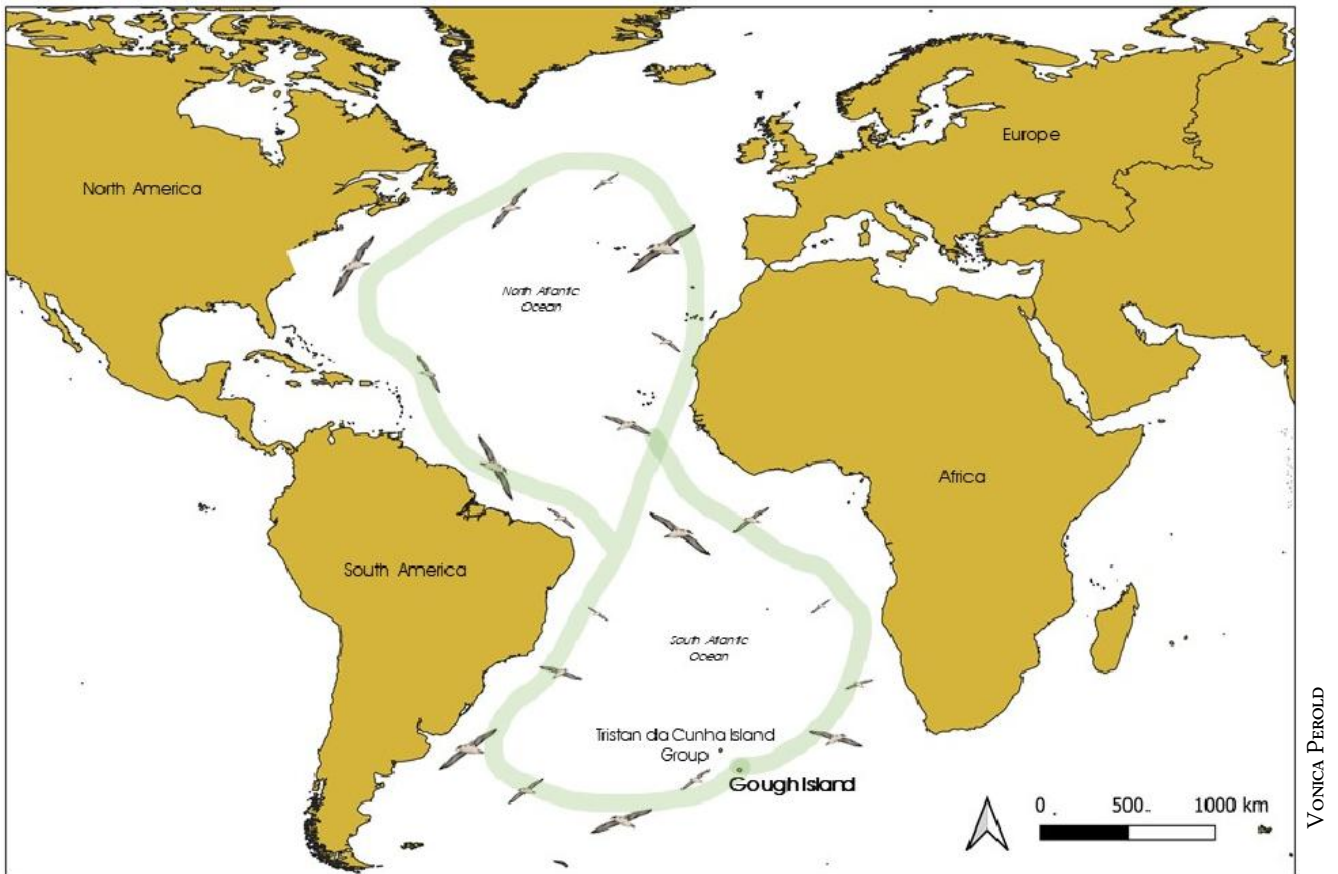 Europe
North America
North Atlantic
Ocean
Africa
South America
South Atlantic
Ocean
Tristan da Cunha Island
Group
Gough Island
0 500 1000 km
VONICA PEROLD